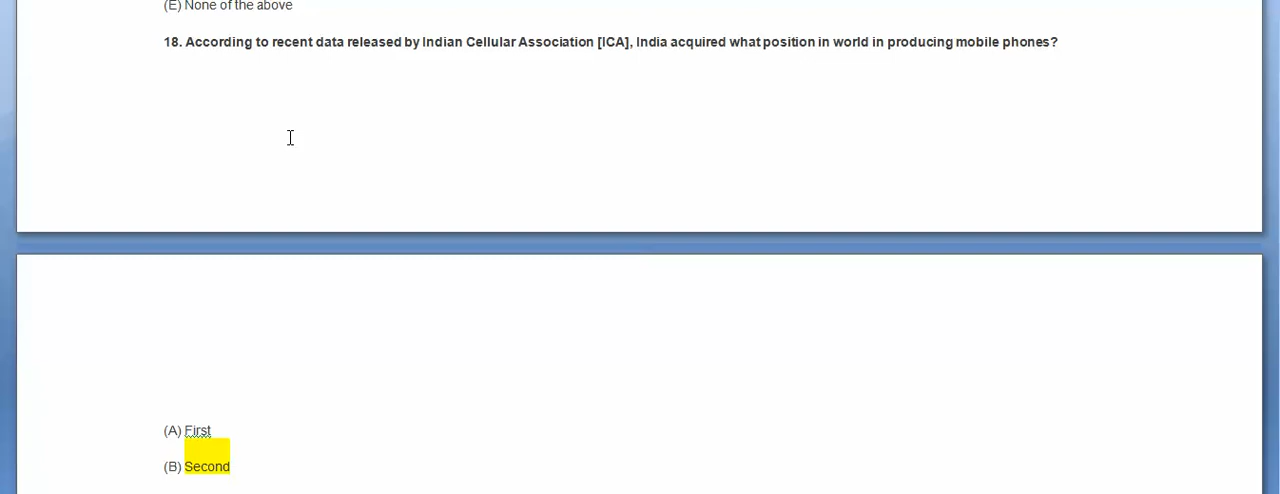 (E) None of the above
18. According to recent data released by Indian Cellular Association [ICA], India acquired what position in world in producing mobile phones?
(A) First
(B) Second